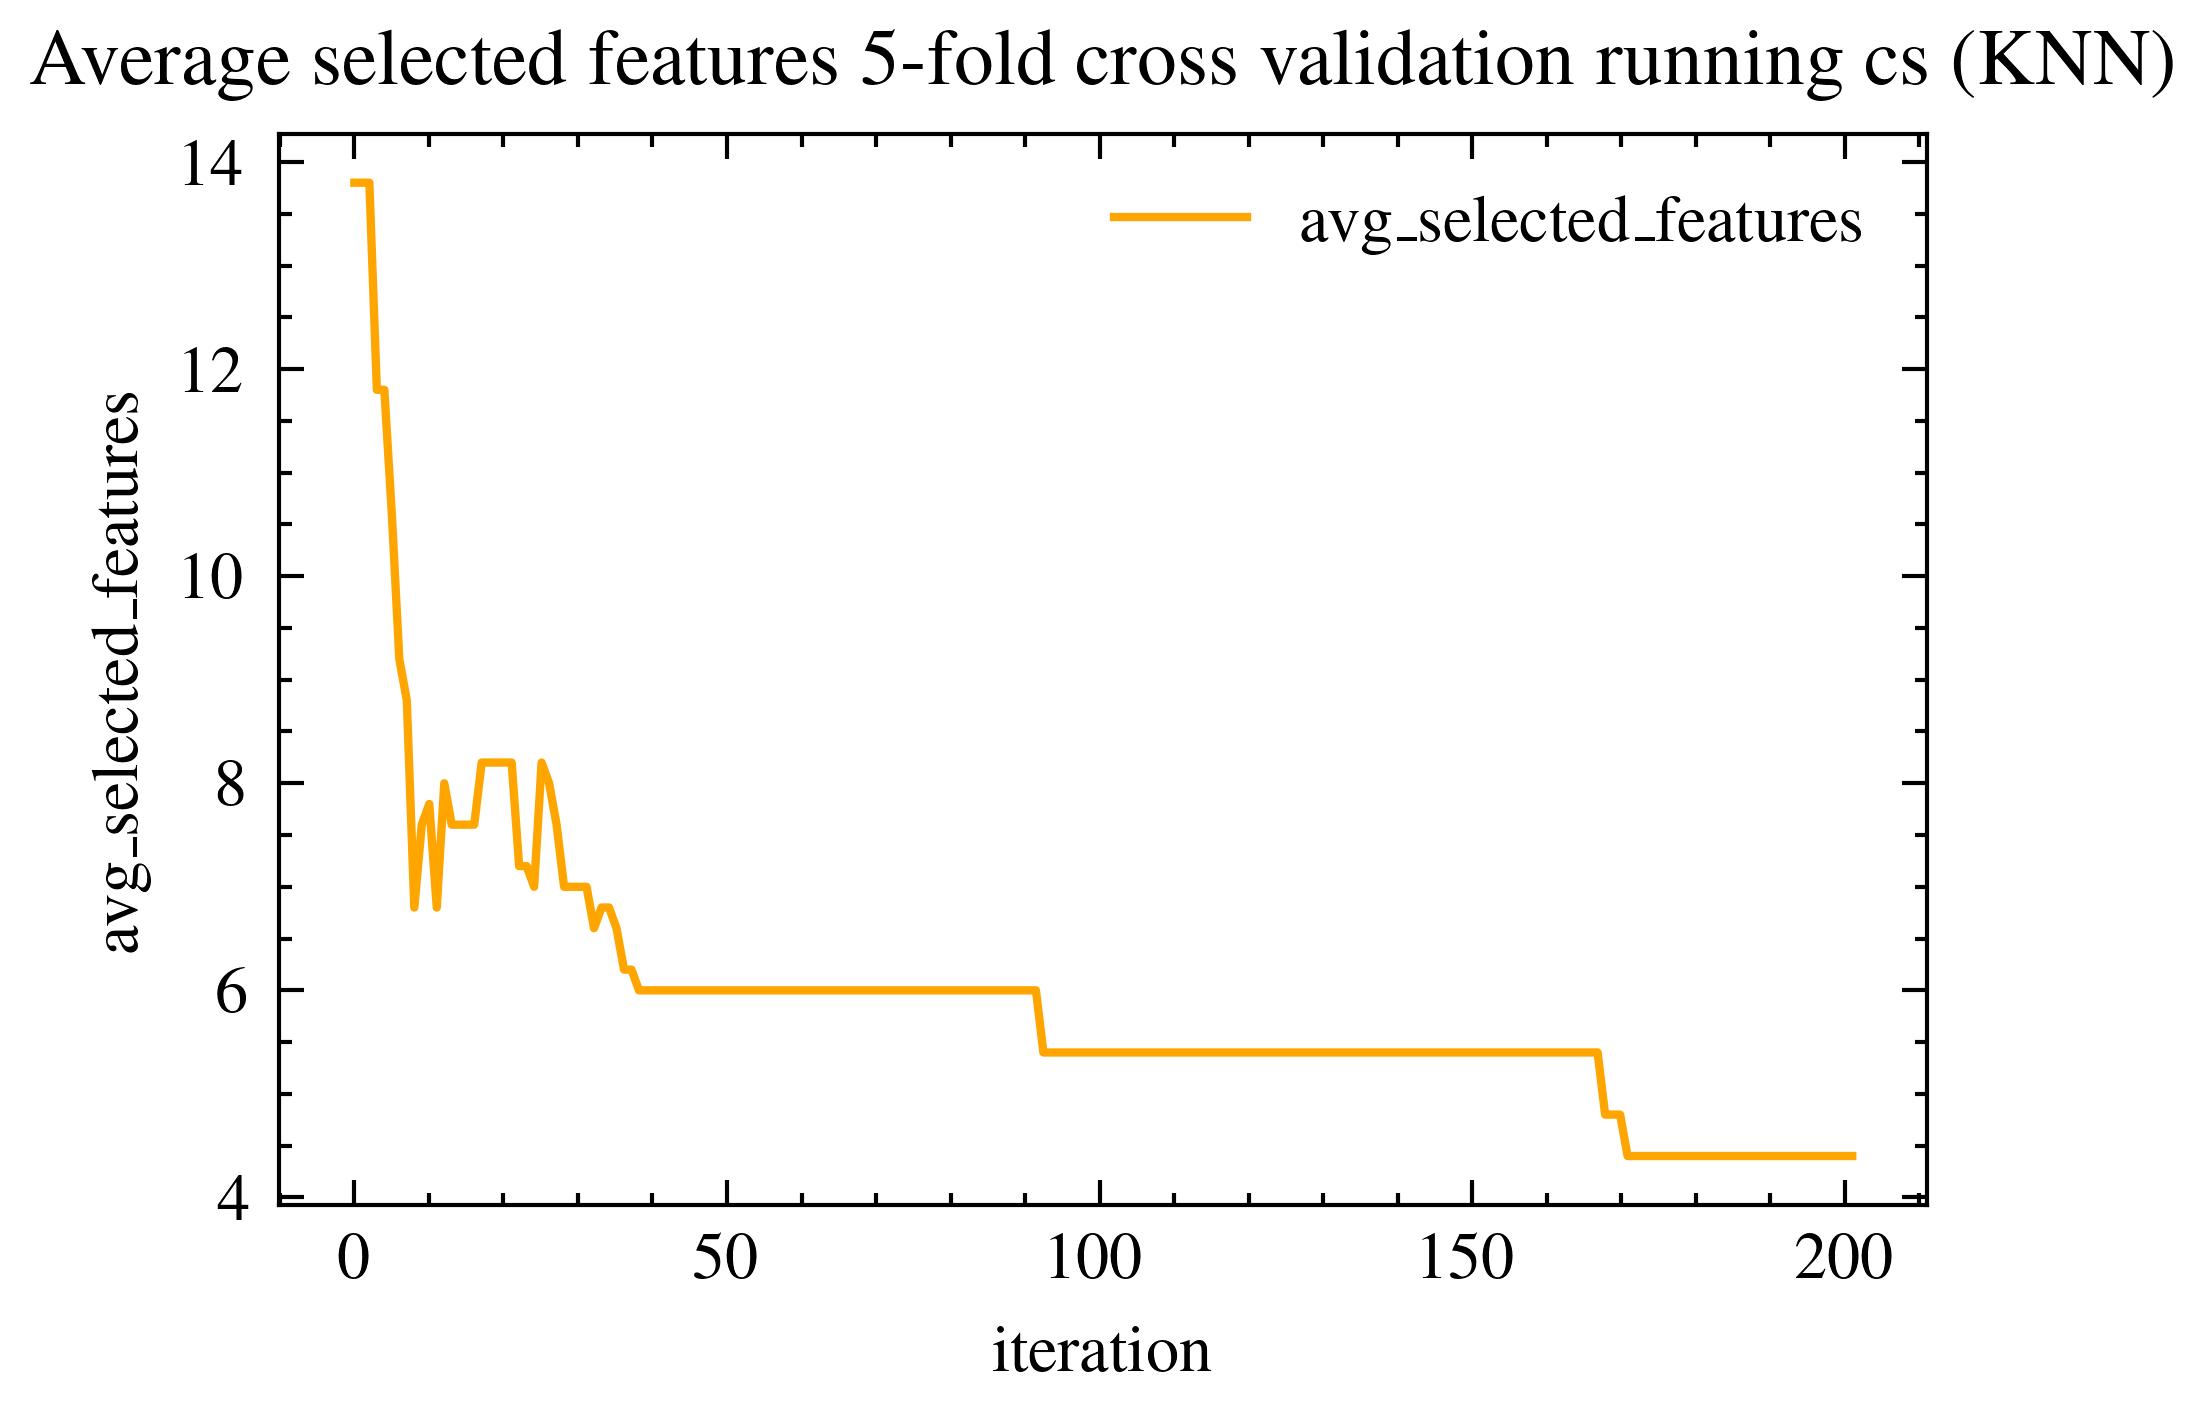 Average selected features 5-fold cross validation running cs (KNN)
avg_selected_features
avg_selected_features
14
12
10
8
6
4
0 50 100 150 200
iteration